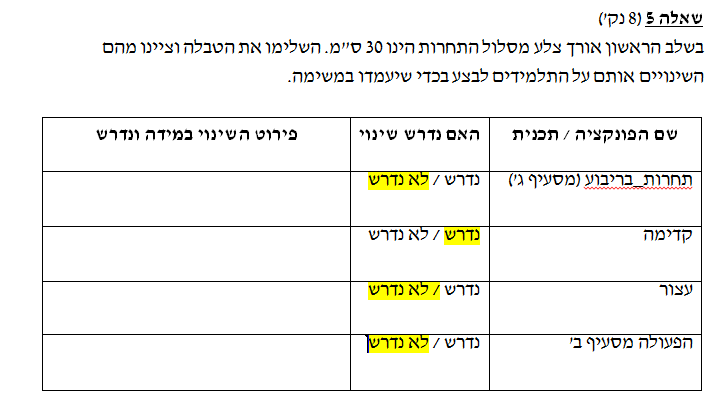 שאלה 5 (8 נק')
בשלב הראשון אורך צלע מסלול התחרות הינו 30 ס"מ. השלימו את הטבלה וציינו מהם
השינויים אותם על התלמידים לבצע בכדי שיעמדו במשימה.
שם הפונקציה / תכנית האם נדרש שינוי פירוט השינוי במידה ונדרש
תחרות_בריבוע (מסעיף ג') נדרש / לא נדרש
קדימה נדרש / לא נדרש
עצור נדרש / לא נדרש
הפעולה מסעיף ב' נדרש / לא נדרש